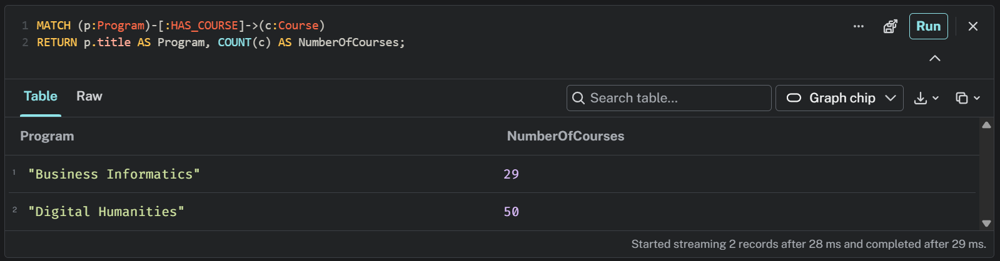 1 MATCH (p:Program)-[:HAS_COURSE]->(c:Course)
2 RETURN p.title AS Program, COUNT(c) AS NumberOfCourses;
Run
Table Raw
Search table...
Graph chip
Program NumberOfCourses
1 "Business Informatics" 29
2 "Digital Humanities" 50
Started streaming 2 records after 28 ms and completed after 29 ms.